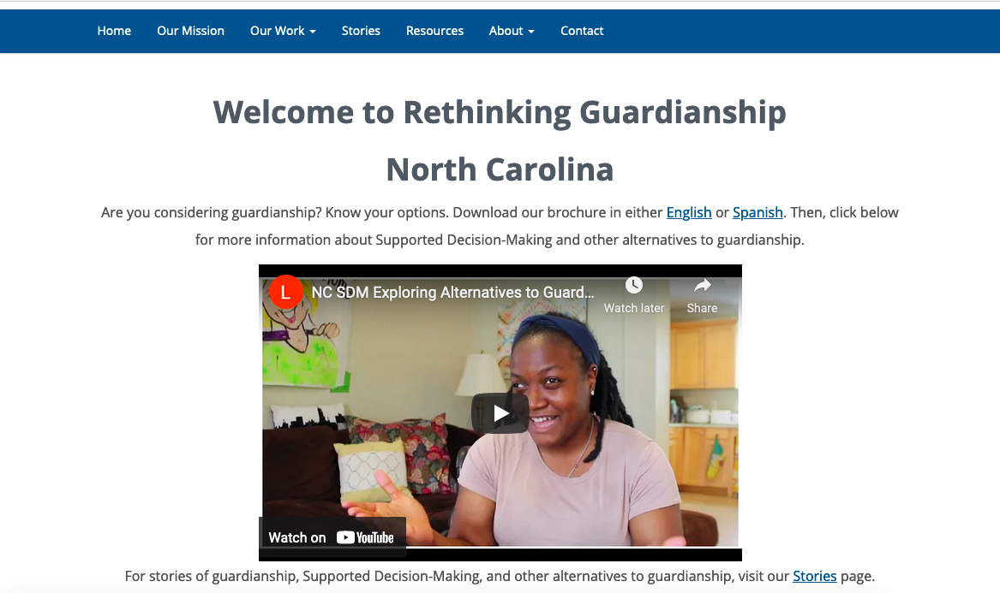 Home Our Mission Our Work Stories Resources About Contact
Welcome to Rethinking Guardianship
North Carolina
Are you considering guardianship? Know your options. Download our brochure in either English or Spanish. Then, click below
for more information about Supported Decision-Making and other alternatives to guardianship.
L NC SDM Exploring Alternatives to Guard...
Watch later Share
Watch on YouTube
For stories of guardianship, Supported Decision-Making, and other alternatives to guardianship, visit our Stories page.